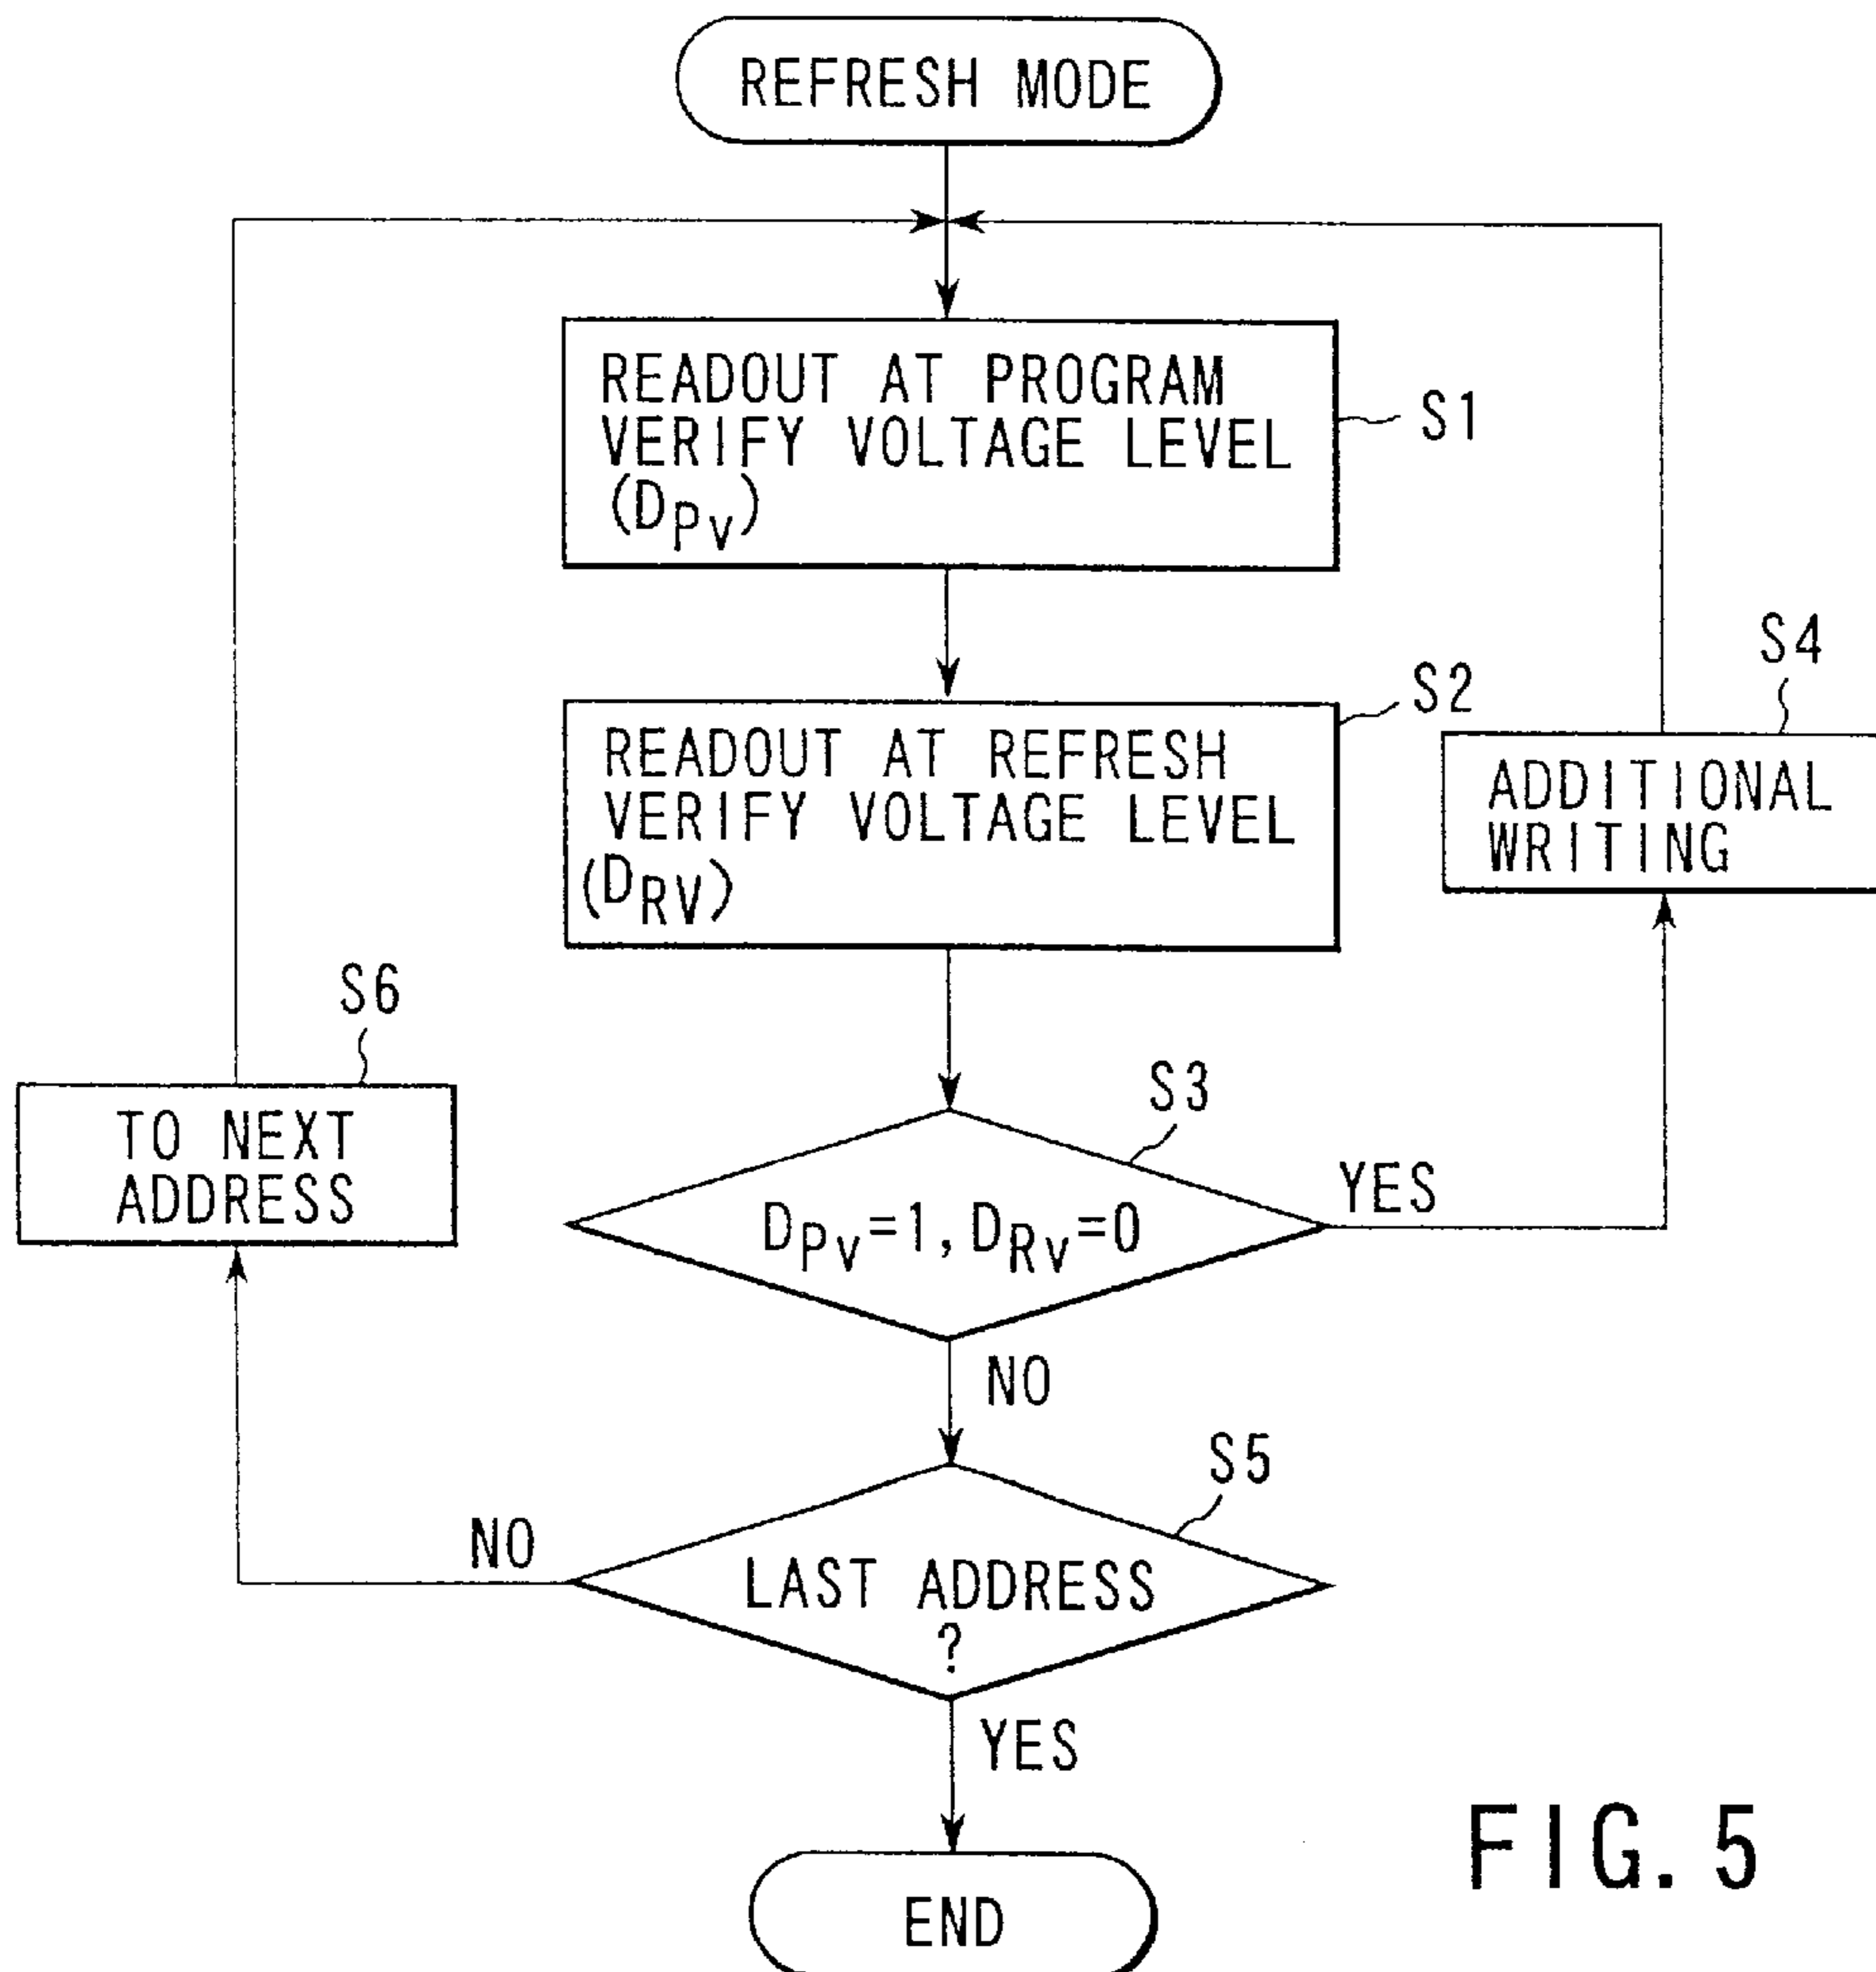 REFRESH MODE
READOUT AT PROGRAM
VERIFY VOLTAGE LEVEL
(DPV)
S1
READOUT AT REFRESH
VERIFY VOLTAGE LEVEL
(DRV)
S2
S4
ADDITIONAL
WRITING
S6
TO NEXT
ADDRESS
S3
DPV=1, DRV=0
YES
NO
S5
LAST ADDRESS
?
NO
YES
END
FIG. 5